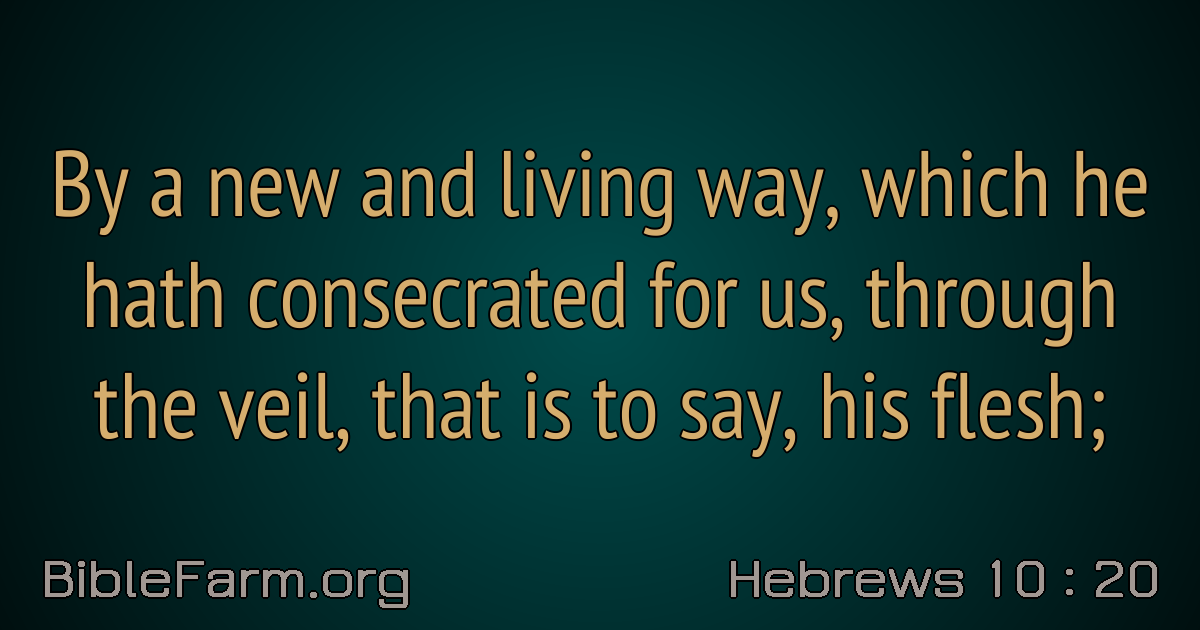 By a new and living way, which he
hath consecrated for us, through
the veil, that is to say, his flesh;
BibleFarm.org
Hebrews 10 : 20